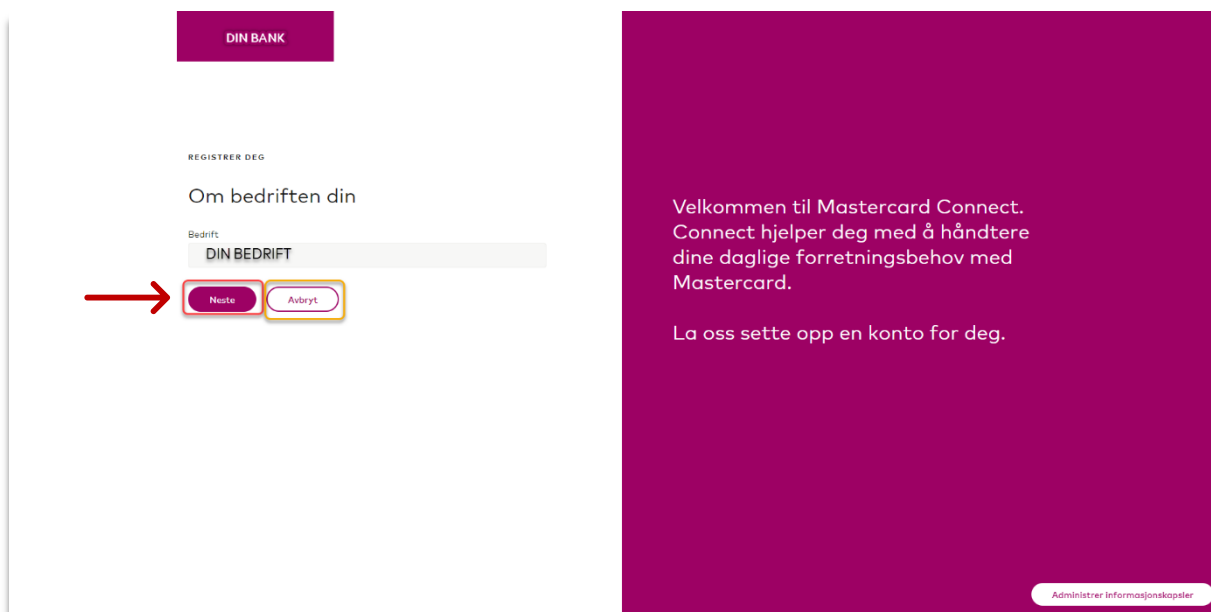 DIN BANK
REGISTRER DEG
Om bedriften din
Bedrift
DIN BEDRIFT
Neste
Avbryt
Velkommen til Mastercard Connect.
Connect hjelper deg med å håndtere
dine daglige forretningsbehov med
Mastercard.
La oss sette opp en konto for deg.
Administrer informasjonskapsler